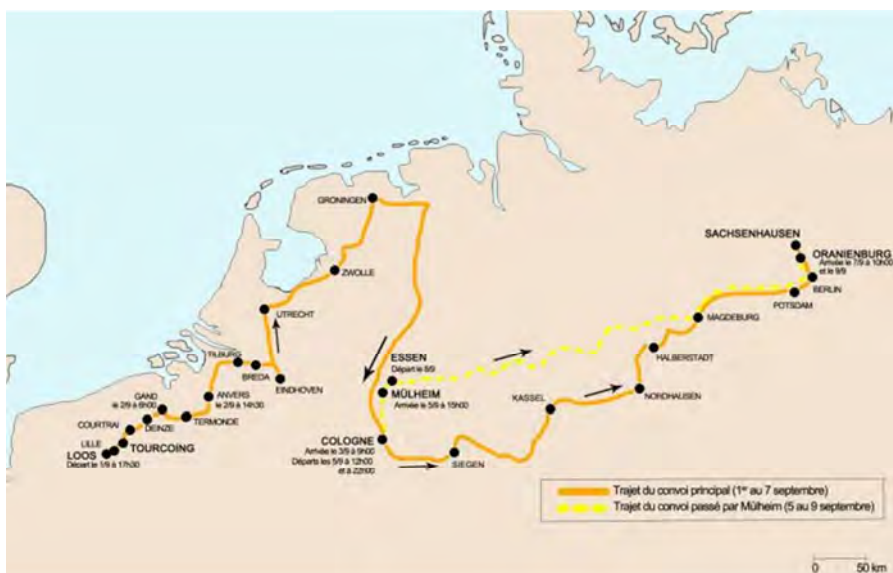 GRONINGEN
SACHSENHAUSEN
ORANIENBURG
Arrivée le 7/9 à 10h00
et le 9/9
ZWOLLE
BERLIN
POTSDAM
UTRECHT
MAGDEBURG
TILBURG
ESSEN
Départ le 8/9
HALBERSTADT
BREDA
EINDHOVEN
MÜLHEIM
Arrivée le 5/9 à 15h00
NORDHAUSEN
GAND
le 2/9 à 6h00
ANVERS
le 2/9 à 14h30
KASSEL
COURTRAI
DEINZE
TERMONDE
LILLE
TOURCOING
LOOS
Départ le 1/9 à 17h30
COLOGNE
Arrivée le 3/9 à 9h00
Départs les 5/9 à 12h00
et à 22h00
SIEGEN
Trajet du convoi principal (1er au 7 septembre)
Trajet du convoi passé par Mülheim (5 au 9 septembre)
0 50 km